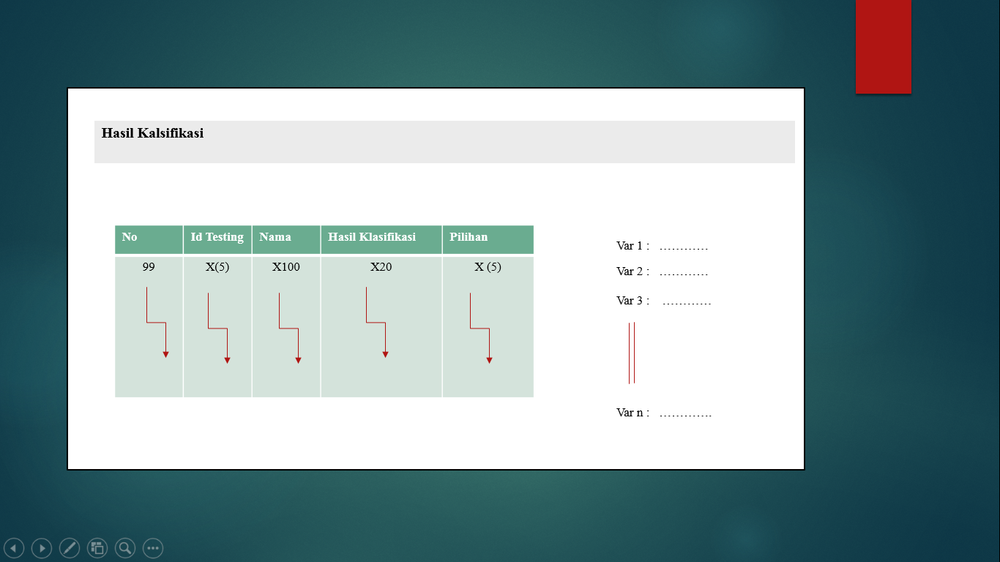 Hasil Kalsifikasi
No Id Testing Nama Hasil Klasifikasi Pilihan
99 X(5) X100 X20 X (5)
Var 1 : …………
Var 2 : …………
Var 3 : …………
Var n : ………….